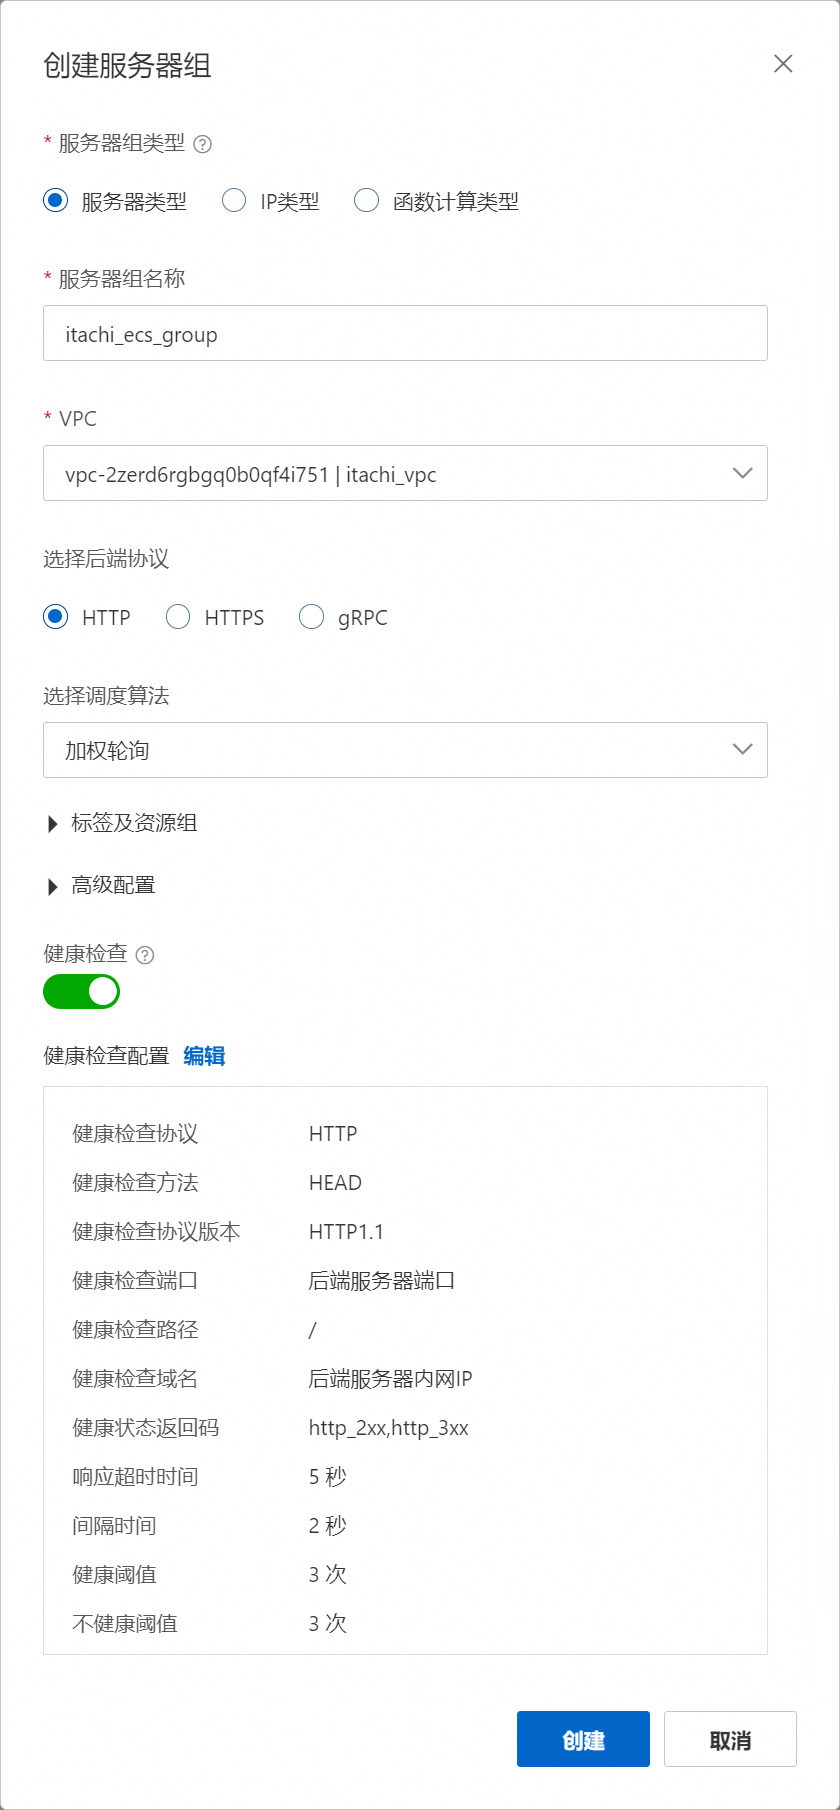 创建服务器组
* 服务器组类型
服务器类型 IP类型 函数计算类型
* 服务器组名称
itachi_ecs_group
* VPC
vpc-2zerd6rgbgq0b0qf4i751 | itachi_vpc
选择后端协议
HTTP HTTPS gRPC
选择调度算法
加权轮询
标签及资源组
高级配置
健康检查
健康检查配置 编辑
健康检查协议 HTTP
健康检查方法 HEAD
健康检查协议版本 HTTP1.1
健康检查端口 后端服务器端口
健康检查路径 /
健康检查域名 后端服务器内网IP
健康状态返回码 http_2xx,http_3xx
响应超时时间 5 秒
间隔时间 2 秒
健康阈值 3 次
不健康阈值 3 次
创建 取消